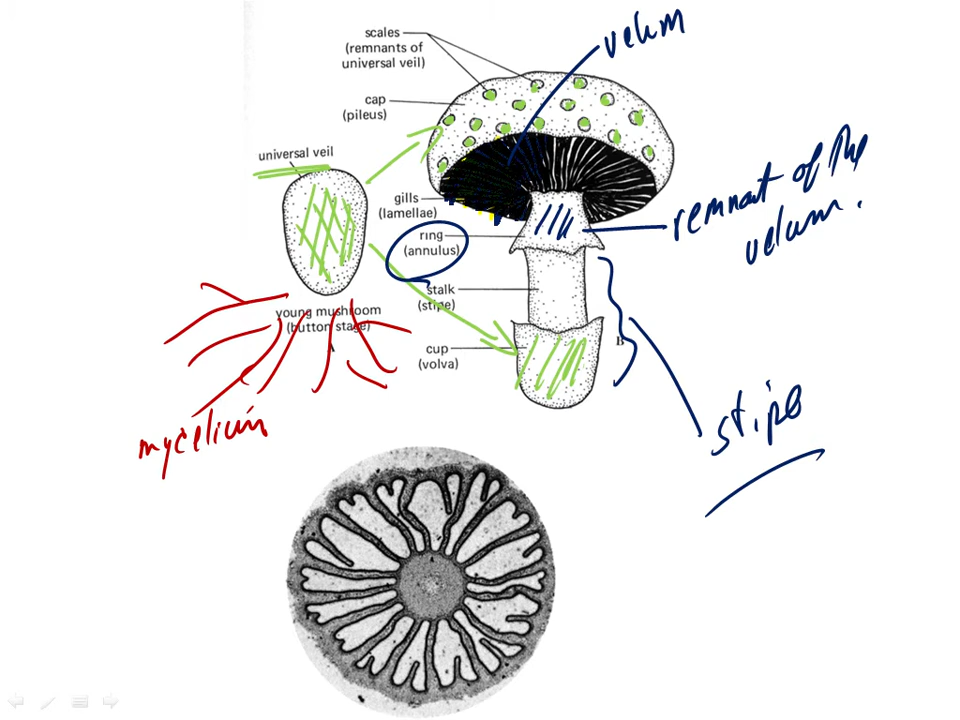 scales
(remnants of
universal veil)
velum
cap
(pileus)
universal veil
remnant of the
velum.
gills
(lamellae)
ring
(annulus)
stalk
(stipe)
young mushroom
(button stage)
B
cup
(volva)
stipe
mycelium